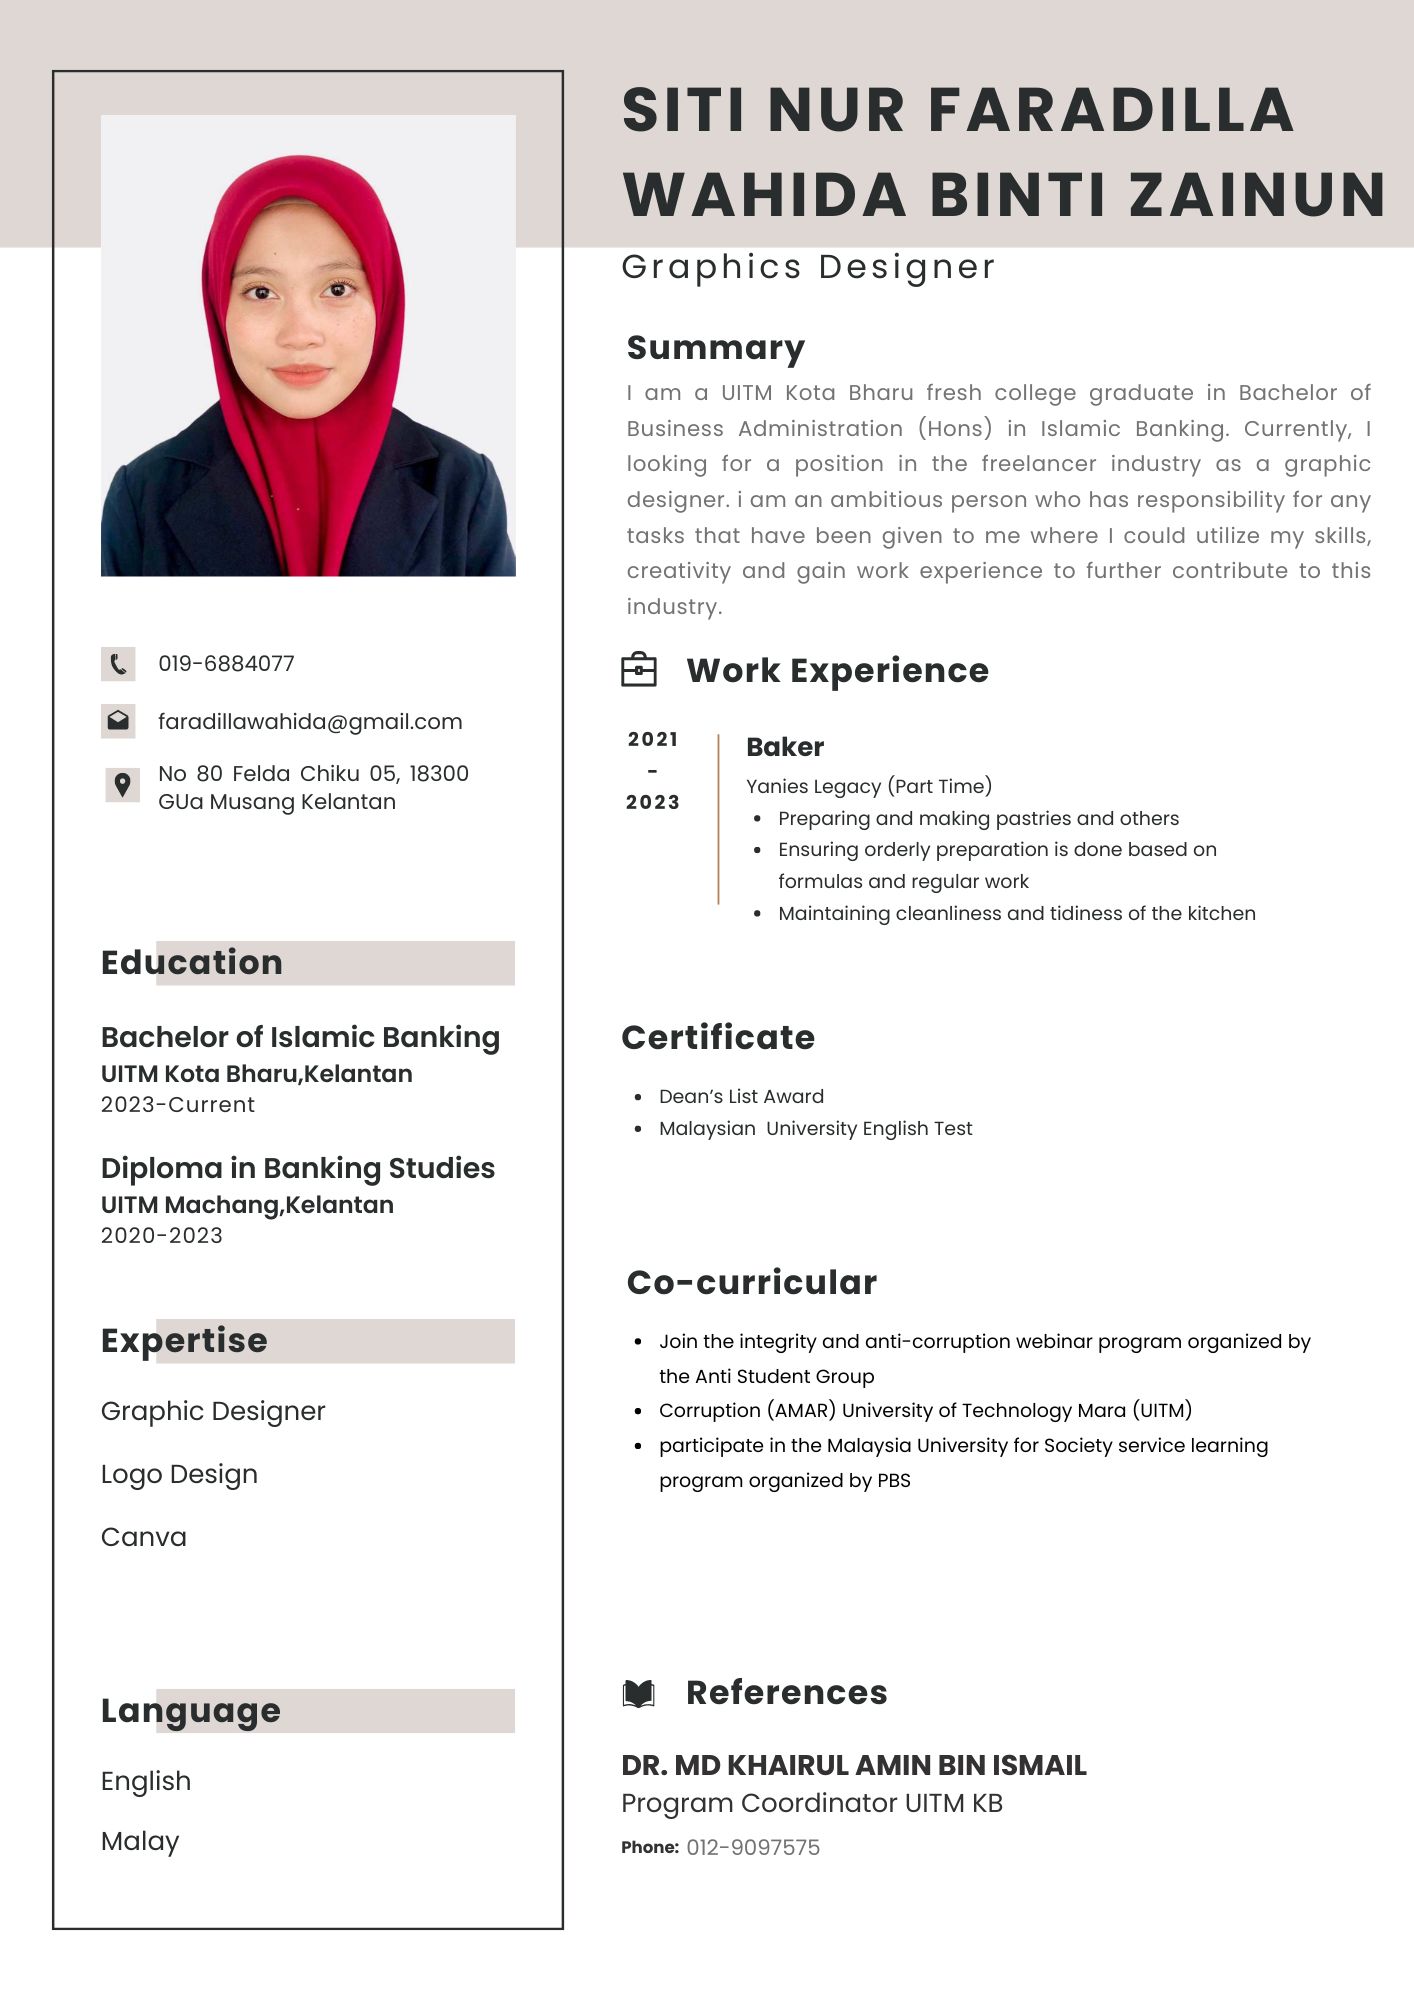 SITI NUR FARADILLA
WAHIDA BINTI ZAINUN
Graphics Designer
019-6884077
faradillawahida@gmail.com
No 80 Felda Chiku 05, 18300
GUa Musang Kelantan
Education
Bachelor of Islamic Banking
UITM Kota Bharu,Kelantan
2023-Current
Diploma in Banking Studies
UITM Machang,Kelantan
2020-2023
Expertise
Graphic Designer
Logo Design
Canva
Language
English
Malay
Summary
I am a UITM Kota Bharu fresh college graduate in Bachelor of
Business Administration (Hons) in Islamic Banking. Currently, I
looking for a position in the freelancer industry as a graphic
designer. i am an ambitious person who has responsibility for any
tasks that have been given to me where I could utilize my skills,
creativity and gain work experience to further contribute to this
industry.
Work Experience
2021
-
2023
Baker
Yanies Legacy (Part Time)
• Preparing and making pastries and others
• Ensuring orderly preparation is done based on
formulas and regular work
• Maintaining cleanliness and tidiness of the kitchen
Certificate
• Dean’s List Award
• Malaysian  University English Test
Co-curricular
• Join the integrity and anti-corruption webinar program organized by
the Anti Student Group
• Corruption (AMAR) University of Technology Mara (UITM)
• participate in the Malaysia University for Society service learning
program organized by PBS
References
DR. MD KHAIRUL AMIN BIN ISMAIL
Program Coordinator UITM KB
Phone: 012-9097575